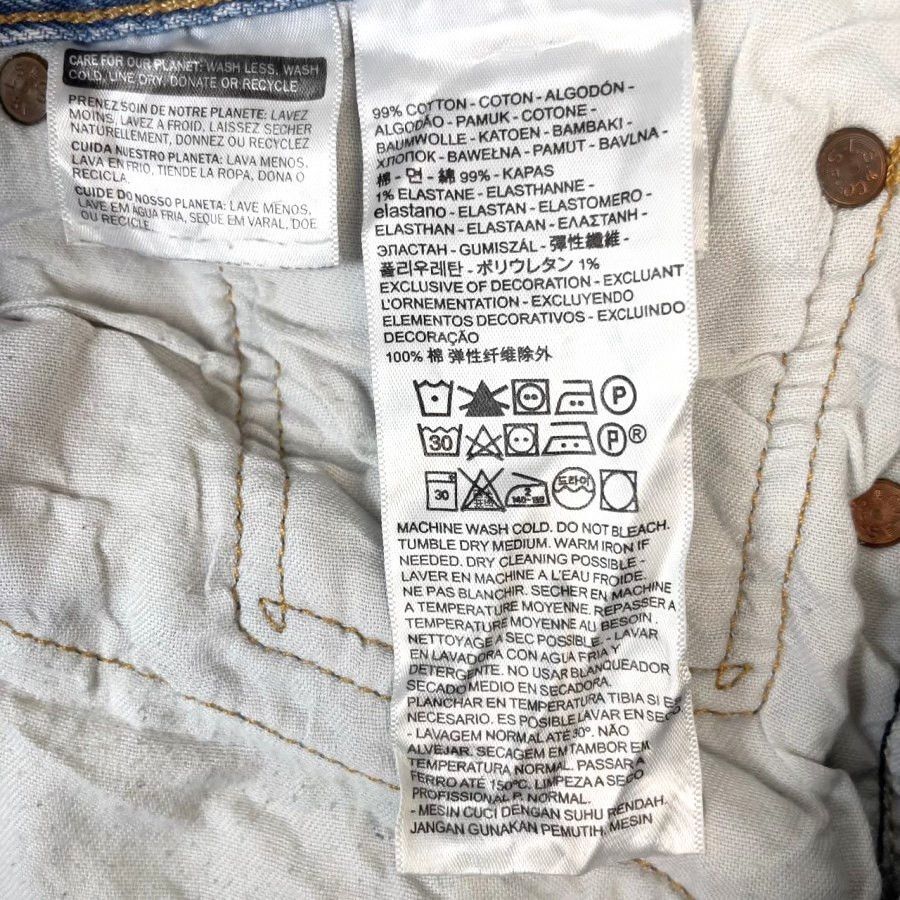 CARE FOR OUR PLANET: WASH LESS, WASH
COLD, LINE DRY, DONATE OR RECYCLE
PRENEZ SOIN DE NOTRE PLANETE: LAVEZ
MOINS, LAVEZ A FROID, LAISSEZ SECHER
NATURELLEMENT, DONNEZ OU RECYCLEZ
CUIDA NUESTRO PLANETA: LAVA MENOS,
LAVA EN FRIO, TIENDE LA ROPA, DONA O
RECICLA.
CUIDE DO NOSSO PLANETA: LAVE MENOS,
LAVE EM AGUA FRIA, SEQUE EM VARAL, DOE
OU RECICLE
99% COTTON - COTON - ALGODÓN -
ALGODÃO - PAMUK - COTONE -
BAUMWOLLE - KATOEN - BAMBAKI -
ХЛОПОК - BAWEŁNA - PAMUT - BAVLNA -
棉 - 면 - 綿 99% - KAPAS
1% ELASTANE - ELASTHANNE -
elastano - ELASTAN - ELASTOMERO -
ELASTHAN - ELASTAAN - ΕΛΑΣΤΑΝΗ -
ЭЛАСТАН - GUMISZÁL - 彈性纖維 -
폴리우레탄 - ポリウレタン 1%
EXCLUSIVE OF DECORATION - EXCLUANT
L'ORNEMENTATION - EXCLUYENDO
ELEMENTOS DECORATIVOS - EXCLUINDO
DECORAÇÃO
100% 棉 弹性纤维除外
P
30 P®
30 2 140-160 드라이
MACHINE WASH COLD. DO NOT BLEACH.
TUMBLE DRY MEDIUM. WARM IRON IF
NEEDED. DRY CLEANING POSSIBLE -
LAVER EN MACHINE A L'EAU FROIDE.
NE PAS BLANCHIR. SECHER EN MACHINE
A TEMPERATURE MOYENNE. REPASSER A
TEMPERATURE MOYENNE AU BESOIN.
NETTOYAGE A SEC POSSIBLE - LAVAR
EN LAVADORA CON AGUA FRIA Y
DETERGENTE. NO USAR BLANQUEADOR
SECADO MEDIO EN SECADORA.
PLANCHAR EN TEMPERATURA TIBIA SI ES
NECESARIO. ES POSIBLE LAVAR EN SECO
- LAVAGEM NORMAL ATÉ 30º. NÃO
ALVEJAR. SECAGEM EM TAMBOR EM
TEMPERATURA NORMAL. PASSAR A
FERRO ATÉ 150ºC. LIMPEZA A SECO
PROFISSIONAL P. NORMAL.
- MESIN CUCI DENGAN SUHU RENDAH.
JANGAN GUNAKAN PEMUTIH. MESIN